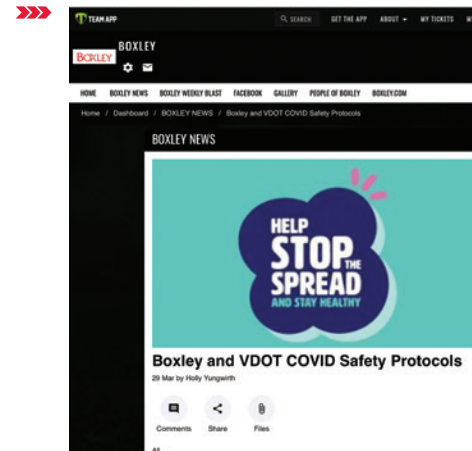 TEAM APP
SEARCH GET THE APP ABOUT MY TICKETS
BOXLEY
BOXLEY
HOME BOXLEY NEWS BOXLEY WEEKLY BLAST FACEBOOK GALLERY PEOPLE OF BOXLEY BOXLEY.COM
Home / Dashboard / BOXLEY NEWS / Boxley and VDOT COVID Safety Protocols
BOXLEY NEWS
HELP
STOP THE
SPREAD
AND STAY HEALTHY
Boxley and VDOT COVID Safety Protocols
29 Mar by Holly Yungwirth
Comments Share Files
All